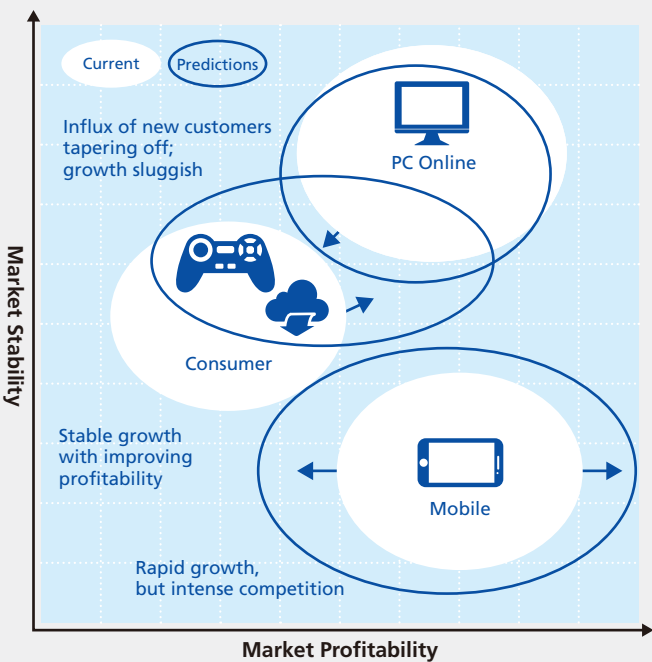 Current
Predictions
Influx of new customers
tapering off;
growth sluggish
PC Online
Consumer
Stable growth
with improving
profitability
Mobile
Rapid growth,
but intense competition
Market Stability
Market Profitability